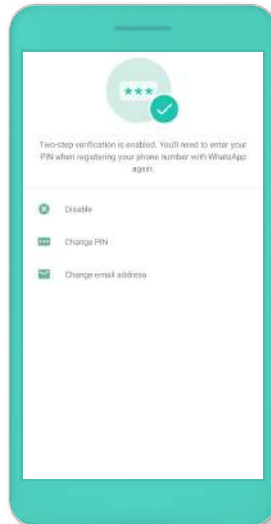 ***
Two-step verification is enabled. You'll need to enter your
PIN when registering your phone number with WhatsApp
again.
Disable
Change PIN
Change email address